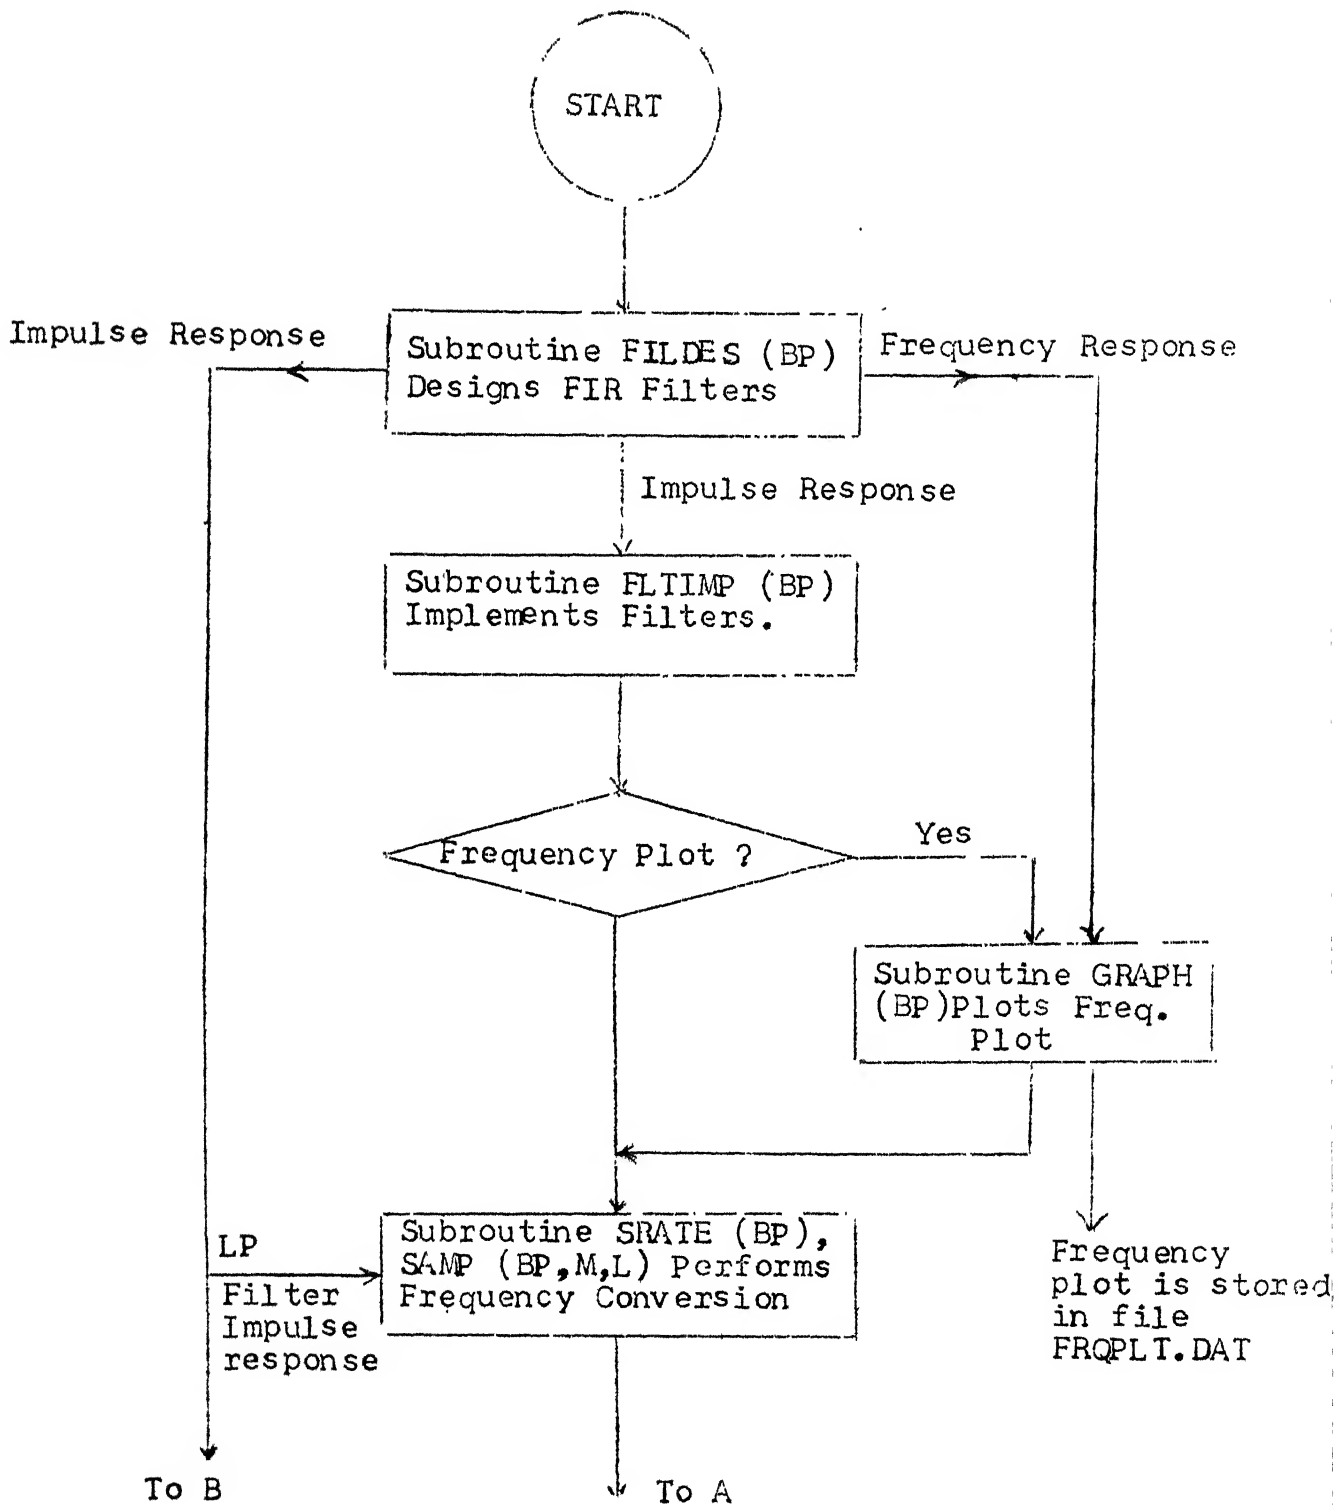 START
Impulse Response
Subroutine FILDES (BP)
Designs FIR Filters
Frequency Response
Impulse Response
Subroutine FLTIMP (BP)
Implements Filters.
Frequency Plot ?
Yes
Subroutine GRAPH
(BP)Plots Freq.
Plot
Subroutine SRATE (BP),
SAMP (BP,M,L) Performs
Frequency Conversion
LP
Filter
Impulse
response
Frequency
plot is stored
in file
FRQPLT.DAT
To B
To A